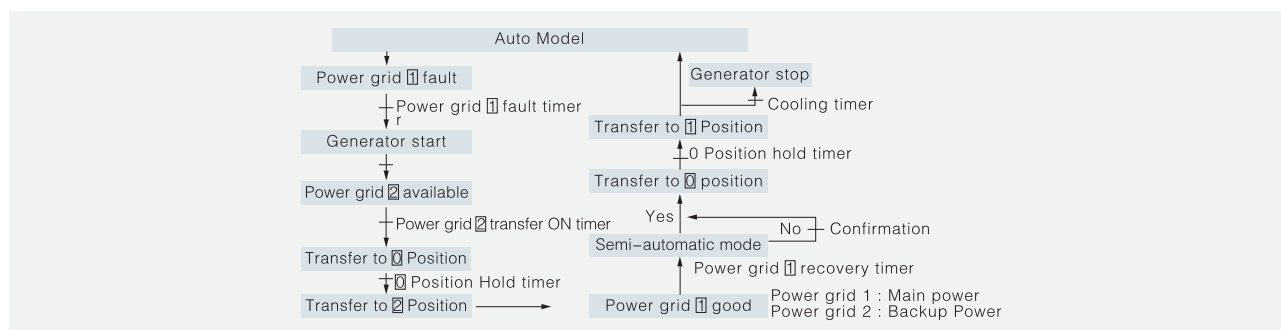 Auto Model
Power grid 1 fault
Power grid 1 fault timer
r
Generator start
Power grid 2 available
Power grid 2 transfer ON timer
Transfer to 0 Position
0 Position Hold timer
Transfer to 2 Position
Generator stop
Cooling timer
Transfer to 1 Position
0 Position hold timer
Transfer to 0 position
Yes
No
Confirmation
Semi-automatic mode
Power grid 1 recovery timer
Power grid 1 good
Power grid 1 : Main power
Power grid 2 : Backup Power